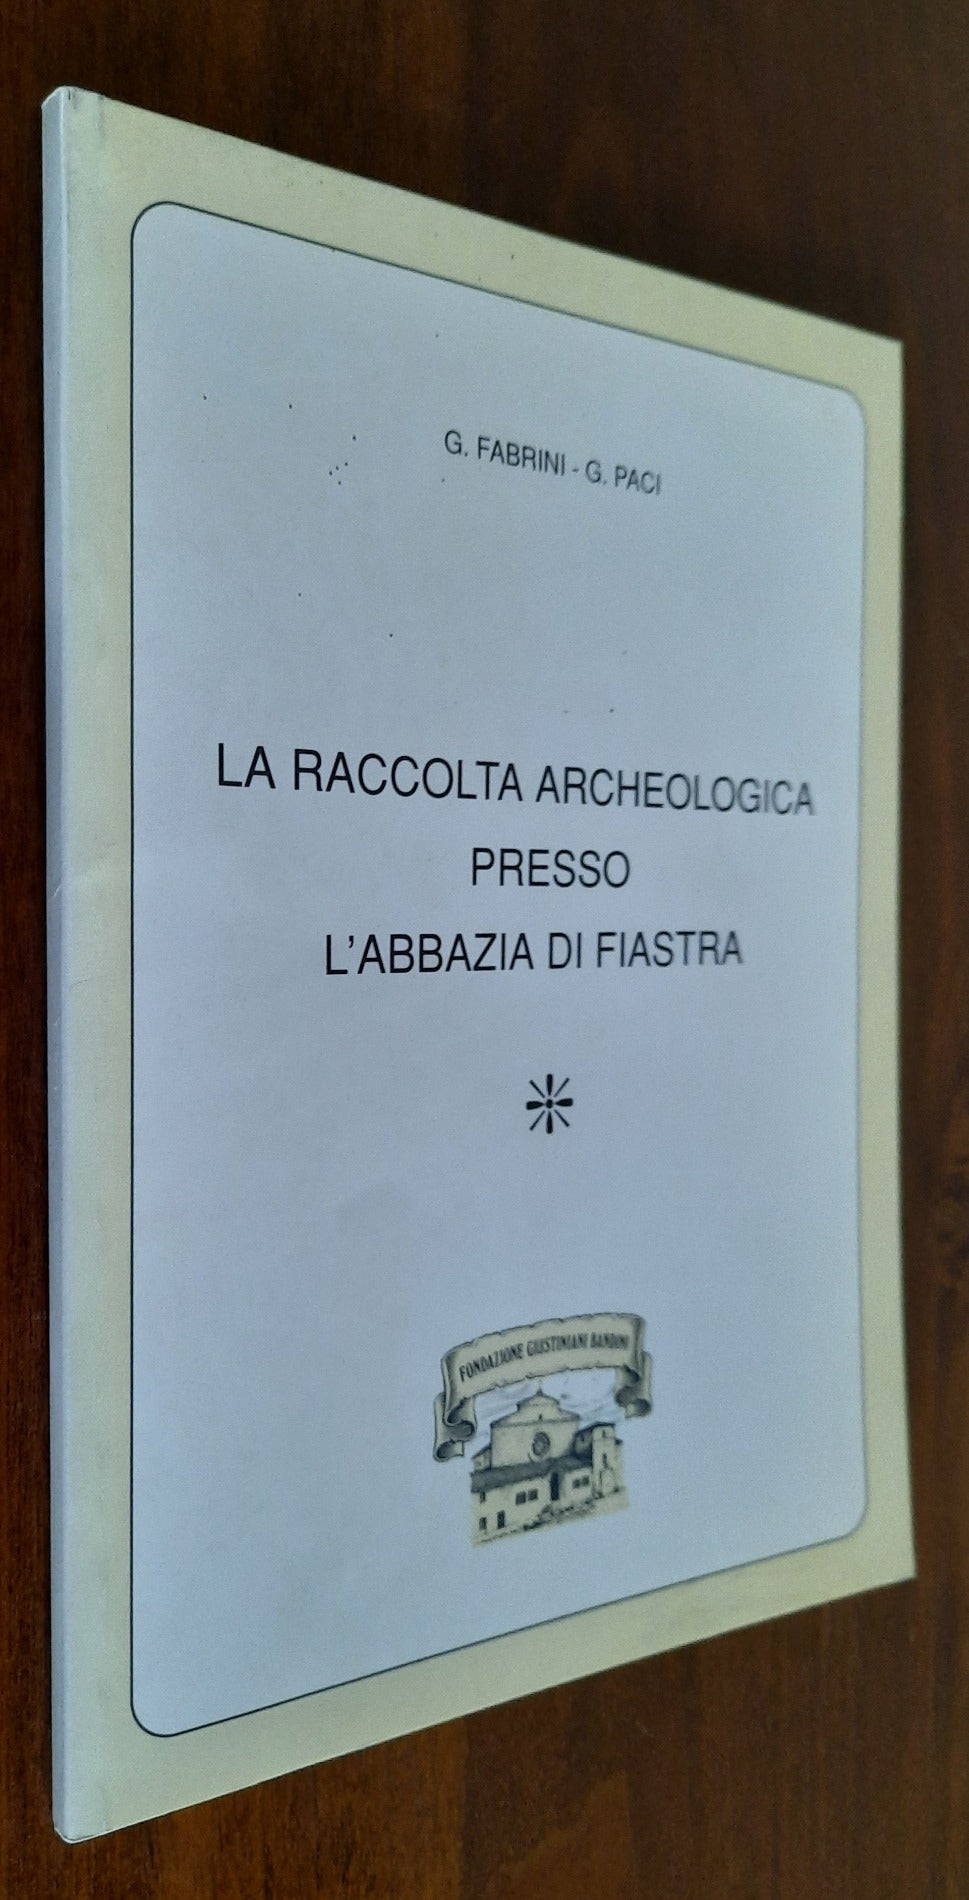 G. FABRINI - G. PACI
LA RACCOLTA ARCHEOLOGICA
PRESSO
L'ABBAZIA DI FIASTRA
FONDAZIONE GIUSTINIANI BANDINI